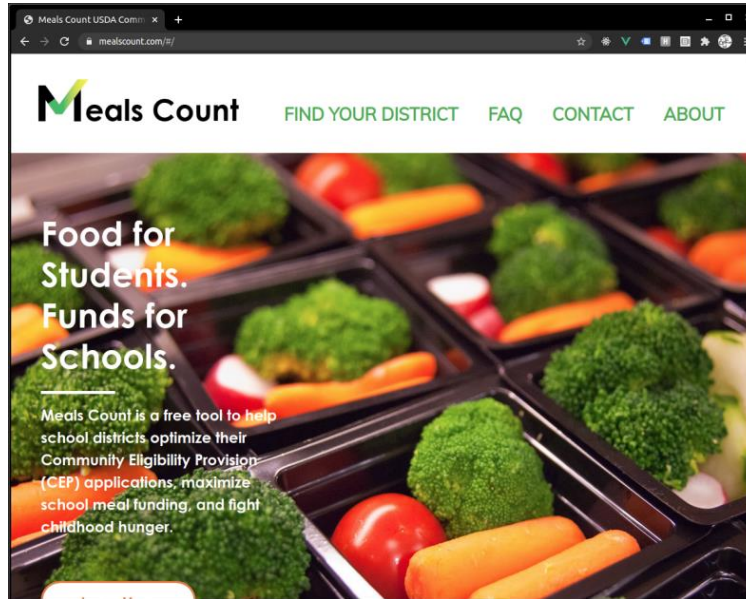 Meals Count USDA Comm
mealscount.com/#/
Meals Count
FIND YOUR DISTRICT
FAQ
CONTACT
ABOUT
Food for
Students.
Funds for
Schools.
Meals Count is a free tool to help
school districts optimize their
Community Eligibility Provision
(CEP) applications, maximize
school meal funding, and fight
childhood hunger.